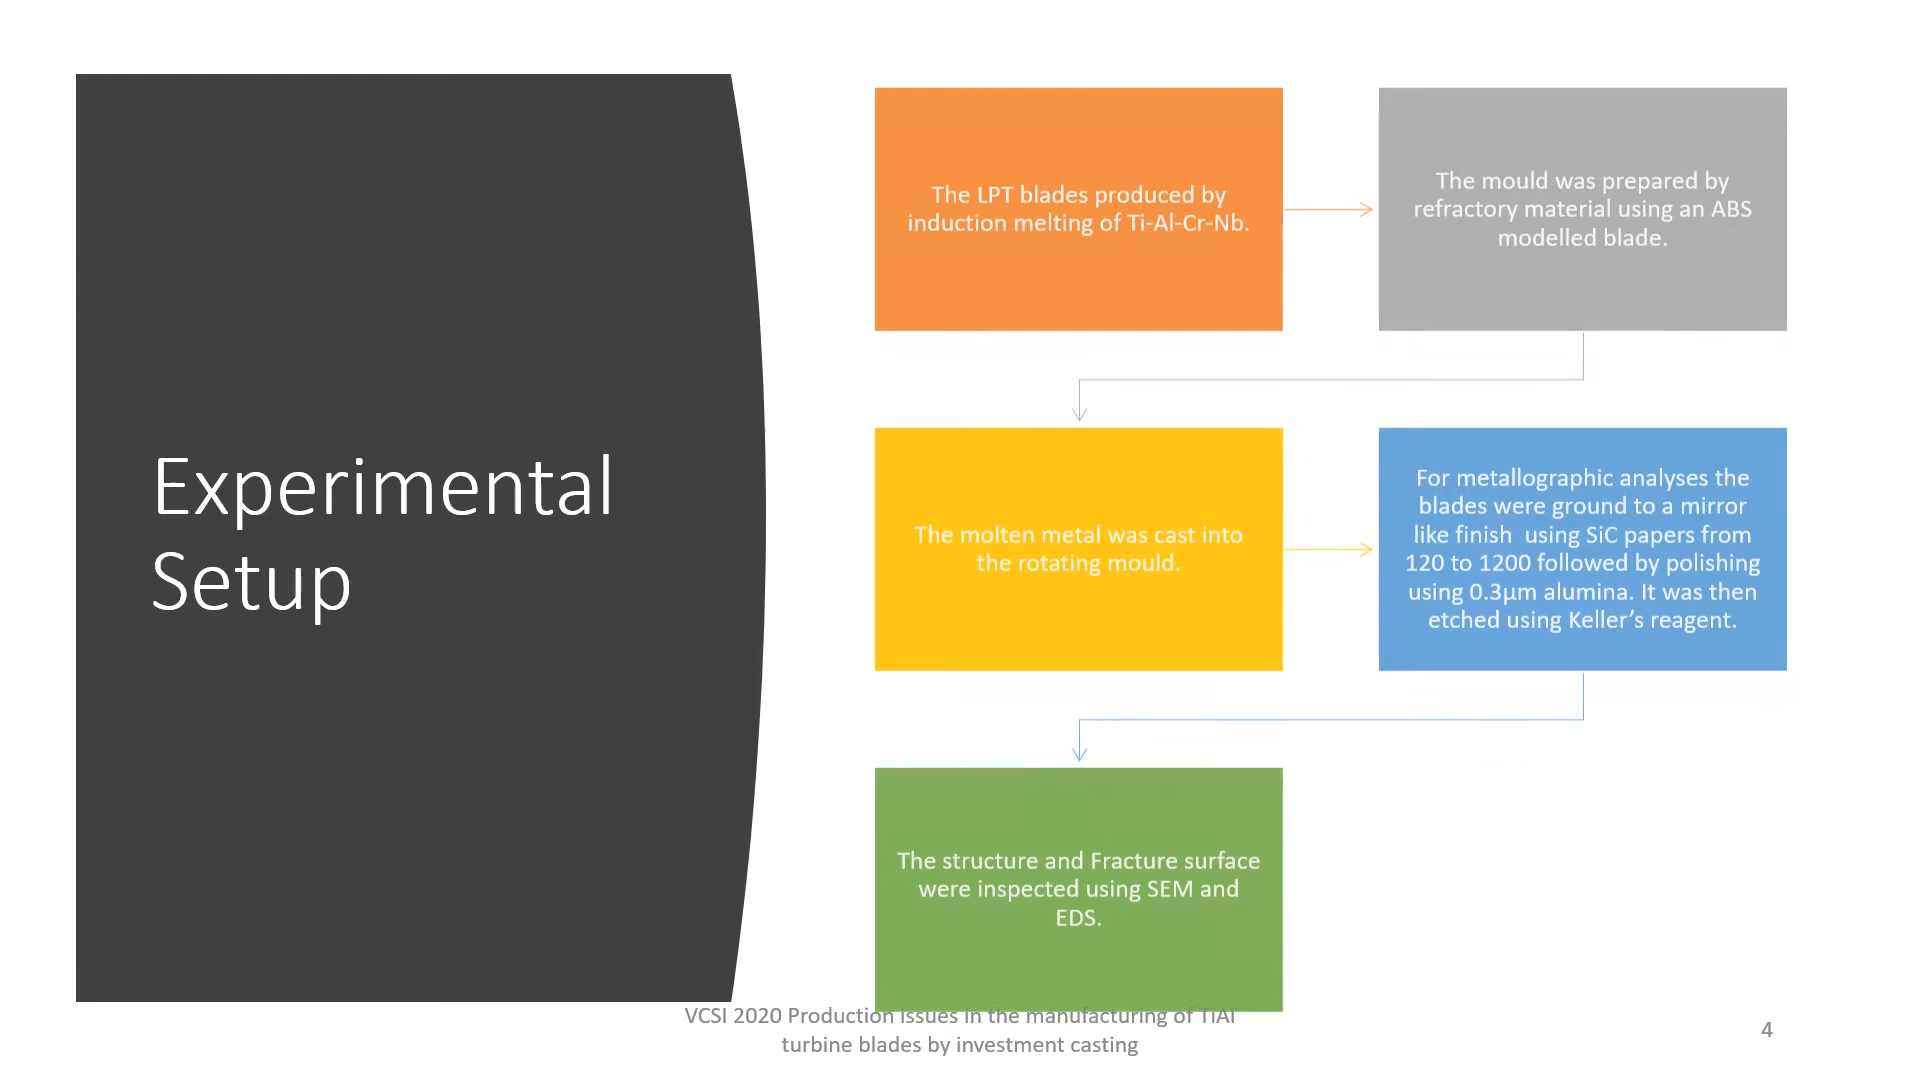 Experimental
Setup
The LPT blades produced by
induction melting of Ti-Al-Cr-Nb.
The mould was prepared by
refractory material using an ABS
modelled blade.
The molten metal was cast into
the rotating mould.
For metallographic analyses the
blades were ground to a mirror
like finish  using SiC papers from
120 to 1200 followed by polishing
using 0.3µm alumina. It was then
etched using Keller’s reagent.
The structure and Fracture surface
were inspected using SEM and
EDS.
VCSI 2020 Production issues in the manufacturing of TiAl
turbine blades by investment casting
4